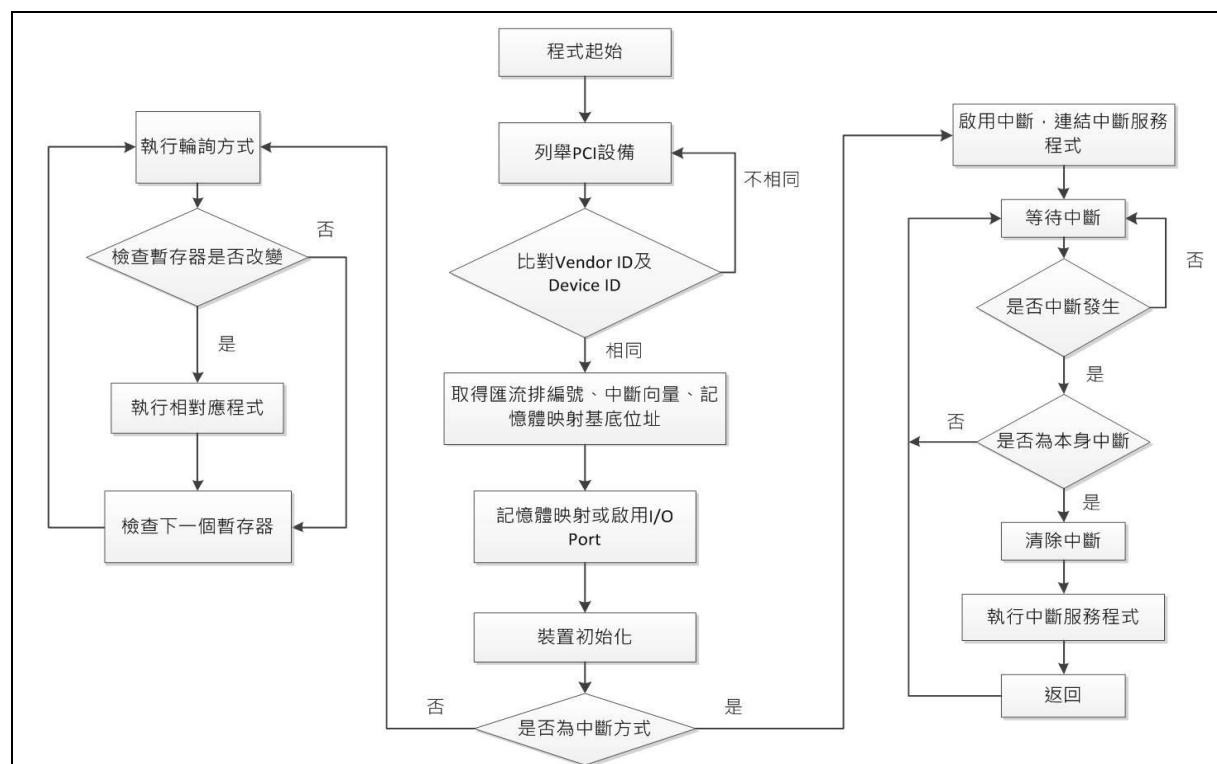 程式起始
列舉PCI設備
不相同
比對Vendor ID及
Device ID
相同
取得匯流排編號、中斷向量、記
憶體映射基底位址
記憶體映射或啟用I/O
Port
裝置初始化
是否為中斷方式
否
是
執行輪詢方式
檢查暫存器是否改變
否
是
執行相對應程式
檢查下一個暫存器
啟用中斷，連結中斷服務
程式
等待中斷
否
是否中斷發生
是
否
是否為本身中斷
是
清除中斷
執行中斷服務程式
返回